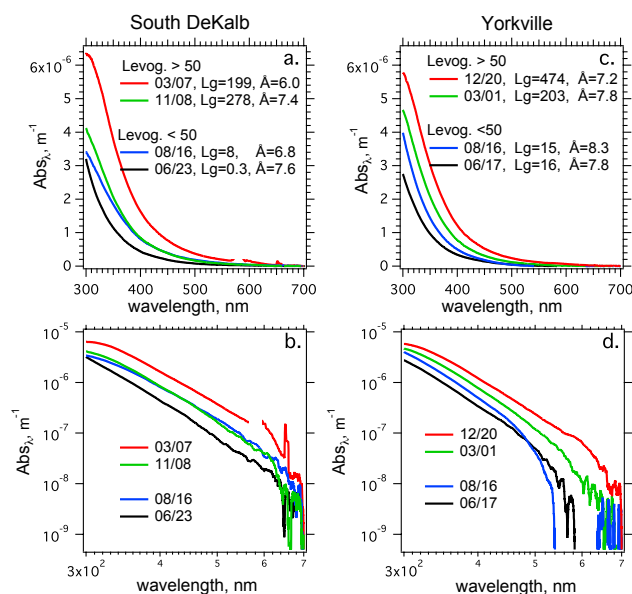 South DeKalb
Yorkville
a.
6x10⁻⁶
5
4
3
2
1
0
Absλ, m⁻¹
Levog. > 50
03/07, Lg=199, Å=6.0
11/08, Lg=278, Å=7.4
Levog. < 50
08/16, Lg=8, Å=6.8
06/23, Lg=0.3, Å=7.6
300 400 500 600 700
wavelength, nm
c.
6x10⁻⁶
5
4
3
2
1
0
Absλ, m⁻¹
Levog. > 50
12/20, Lg=474, Å=7.2
03/01, Lg=203, Å=7.8
Levog. <50
08/16, Lg=15, Å=8.3
06/17, Lg=16, Å=7.8
300 400 500 600 700
wavelength, nm
b.
10⁻⁵
10⁻⁶
10⁻⁷
10⁻⁸
10⁻⁹
Absλ, m⁻¹
03/07
11/08
08/16
06/23
3x10² 4 5 6 7
wavelength, nm
d.
10⁻⁵
10⁻⁶
10⁻⁷
10⁻⁸
10⁻⁹
Absλ, m⁻¹
12/20
03/01
08/16
06/17
3x10² 4 5 6 7
wavelength, nm